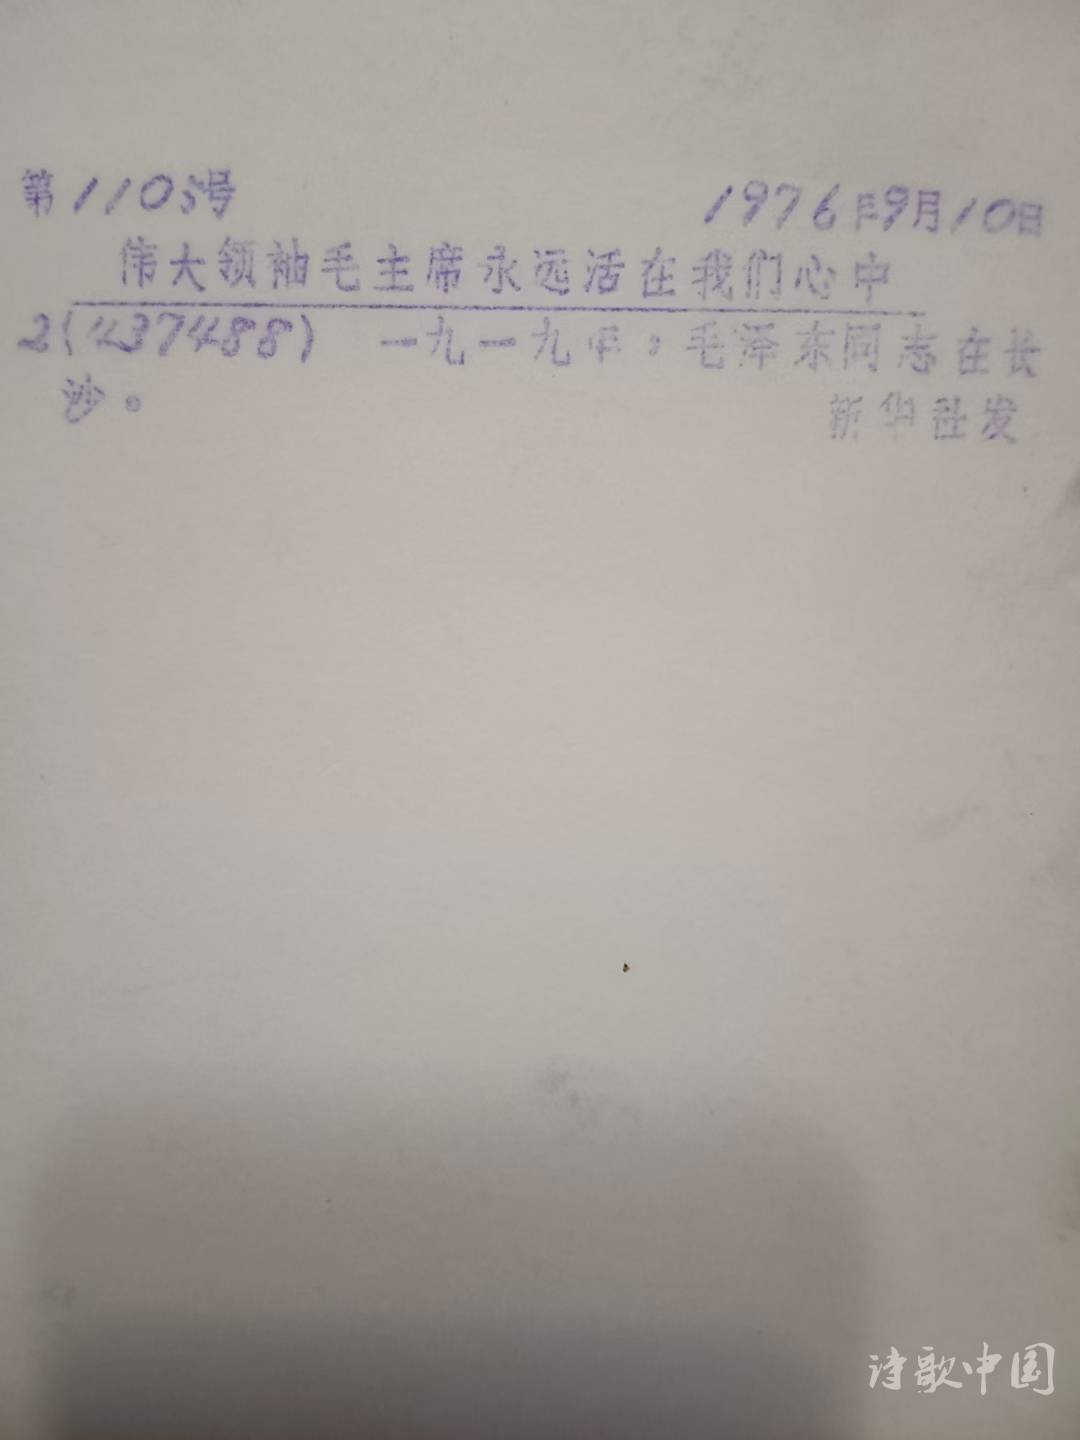 第1105号 1976年9月10日
伟大领袖毛主席永远活在我们心中
2(437488) 一九一九年,毛泽东同志在长
沙。
新华社发
诗歌中国